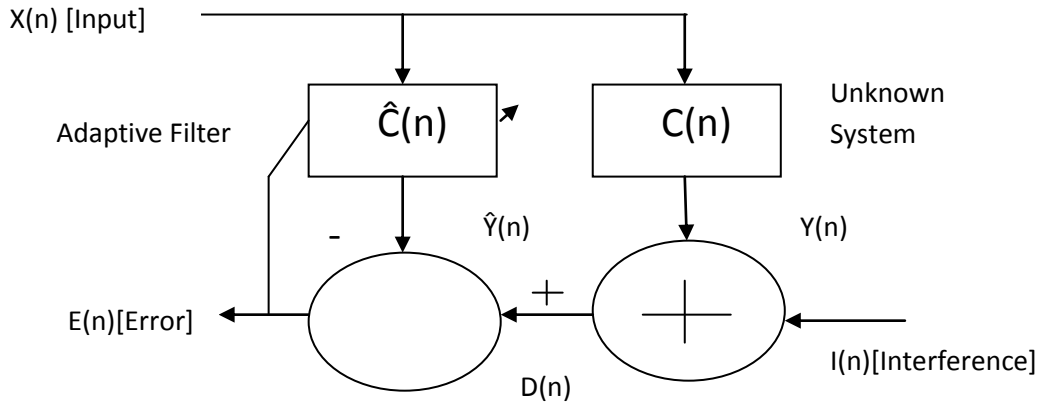 X(n) [Input]
Ĉ(n)
C(n)
Unknown
System
Adaptive Filter
-
Ŷ(n)
Y(n)
+
+
E(n)[Error]
I(n)[Interference]
D(n)